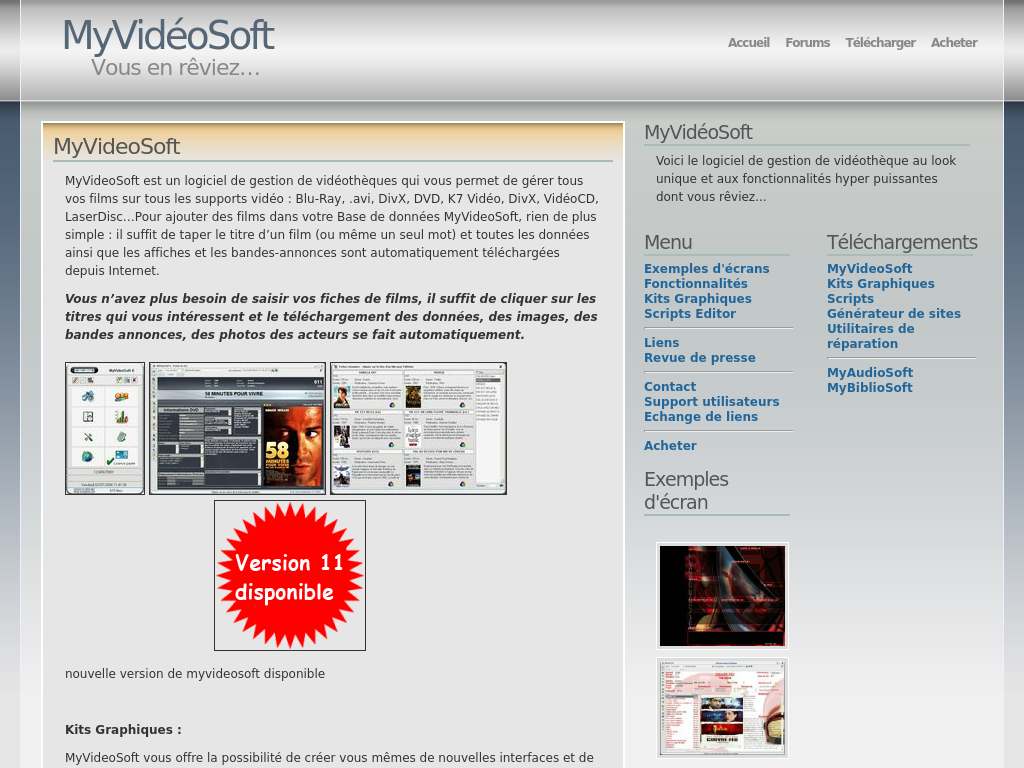 MyVidéoSoft
Vous en rêviez…
Accueil Forums Télécharger Acheter
MyVideoSoft
MyVideoSoft est un logiciel de gestion de vidéothèques qui vous permet de gérer tous
vos films sur tous les supports vidéo : Blu-Ray, .avi, DivX, DVD, K7 Vidéo, DivX, VidéoCD,
LaserDisc…Pour ajouter des films dans votre Base de données MyVideoSoft, rien de plus
simple : il suffit de taper le titre d’un film (ou même un seul mot) et toutes les données
ainsi que les affiches et les bandes-annonces sont automatiquement téléchargées
depuis Internet.
Vous n’avez plus besoin de saisir vos fiches de films, il suffit de cliquer sur les
titres qui vous intéressent et le téléchargement des données, des images, des
bandes annonces, des photos des acteurs se fait automatiquement.
58 MINUTES POUR VIVRE
611
Informations DVD
BRUCE WILLIS
58
MINUTES
POUR VIVRE
Version 11
disponible
nouvelle version de myvideosoft disponible
Kits Graphiques :
MyVideoSoft vous offre la possibilité de créer vous mêmes de nouvelles interfaces et de
MyVidéoSoft
Voici le logiciel de gestion de vidéothèque au look
unique et aux fonctionnalités hyper puissantes
dont vous rêviez...
Menu
Exemples d'écrans
Fonctionnalités
Kits Graphiques
Scripts Editor
Liens
Revue de presse
Contact
Support utilisateurs
Echange de liens
Acheter
Exemples
d'écran
Téléchargements
MyVideoSoft
Kits Graphiques
Scripts
Générateur de sites
Utilitaires de
réparation
MyAudioSoft
MyBiblioSoft